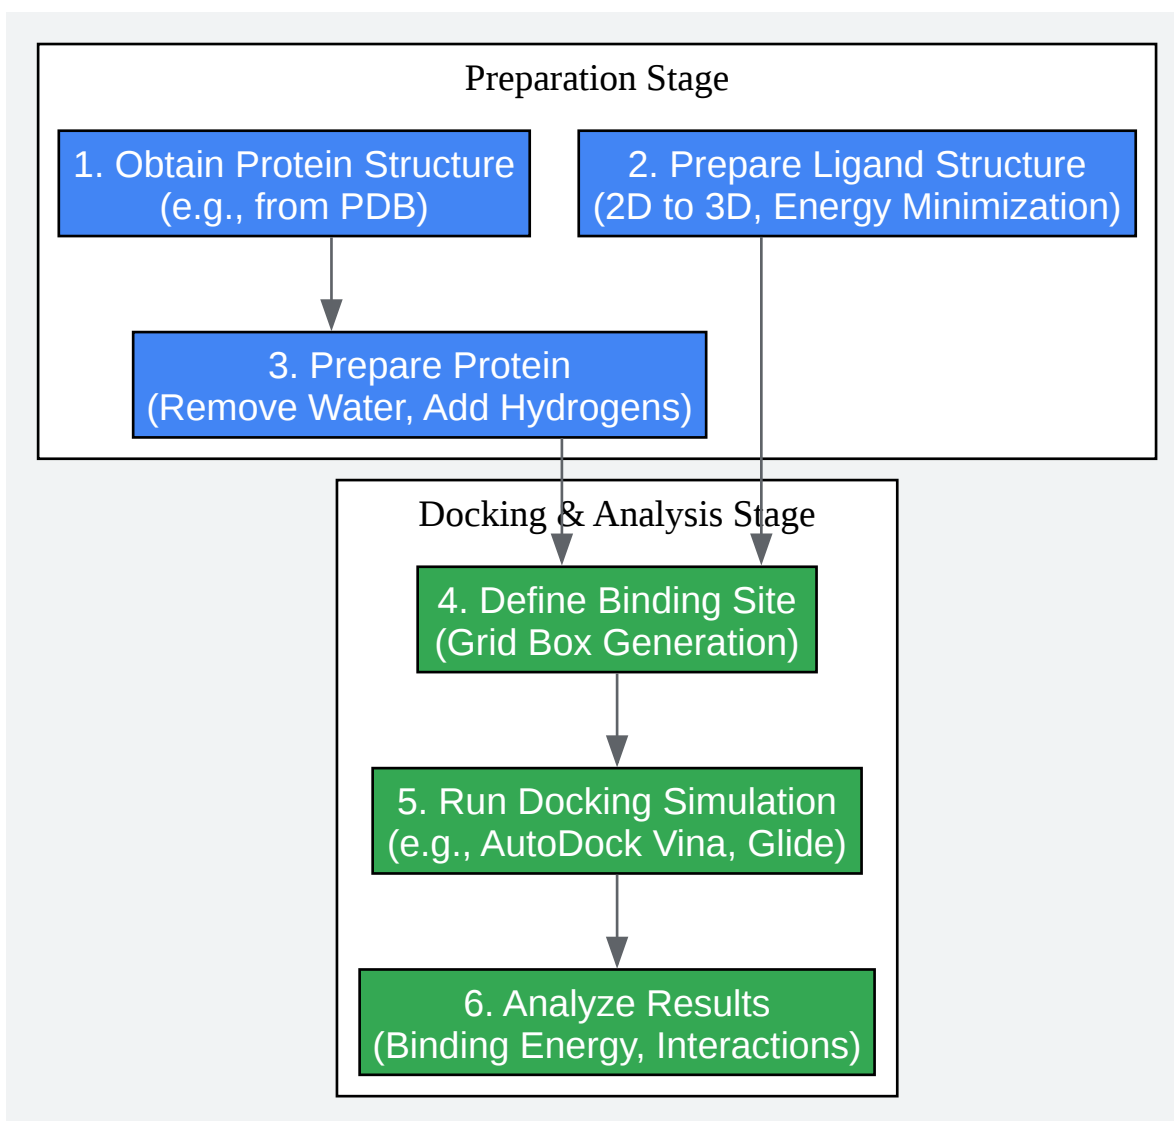 Preparation Stage
1. Obtain Protein Structure
(e.g., from PDB)
2. Prepare Ligand Structure
(2D to 3D, Energy Minimization)
3. Prepare Protein
(Remove Water, Add Hydrogens)
Docking & Analysis Stage
4. Define Binding Site
(Grid Box Generation)
5. Run Docking Simulation
(e.g., AutoDock Vina, Glide)
6. Analyze Results
(Binding Energy, Interactions)